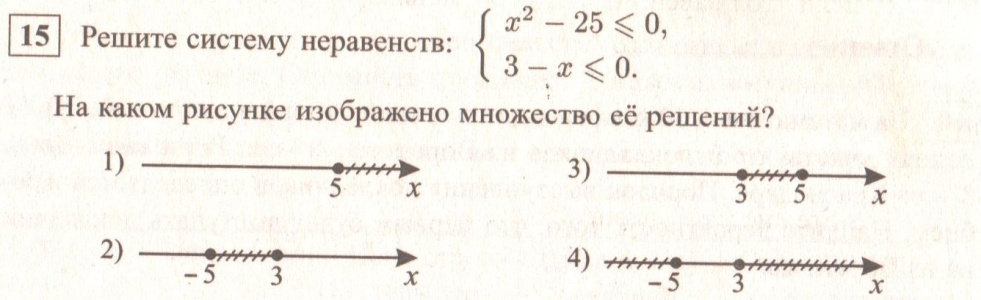 15 Решите систему неравенств: { x² − 25 ⩽ 0,
3 − x ⩽ 0.
На каком рисунке изображено множество её решений?
1) 5 x
3) 3 5 x
2) −5 3 x
4) −5 3 x